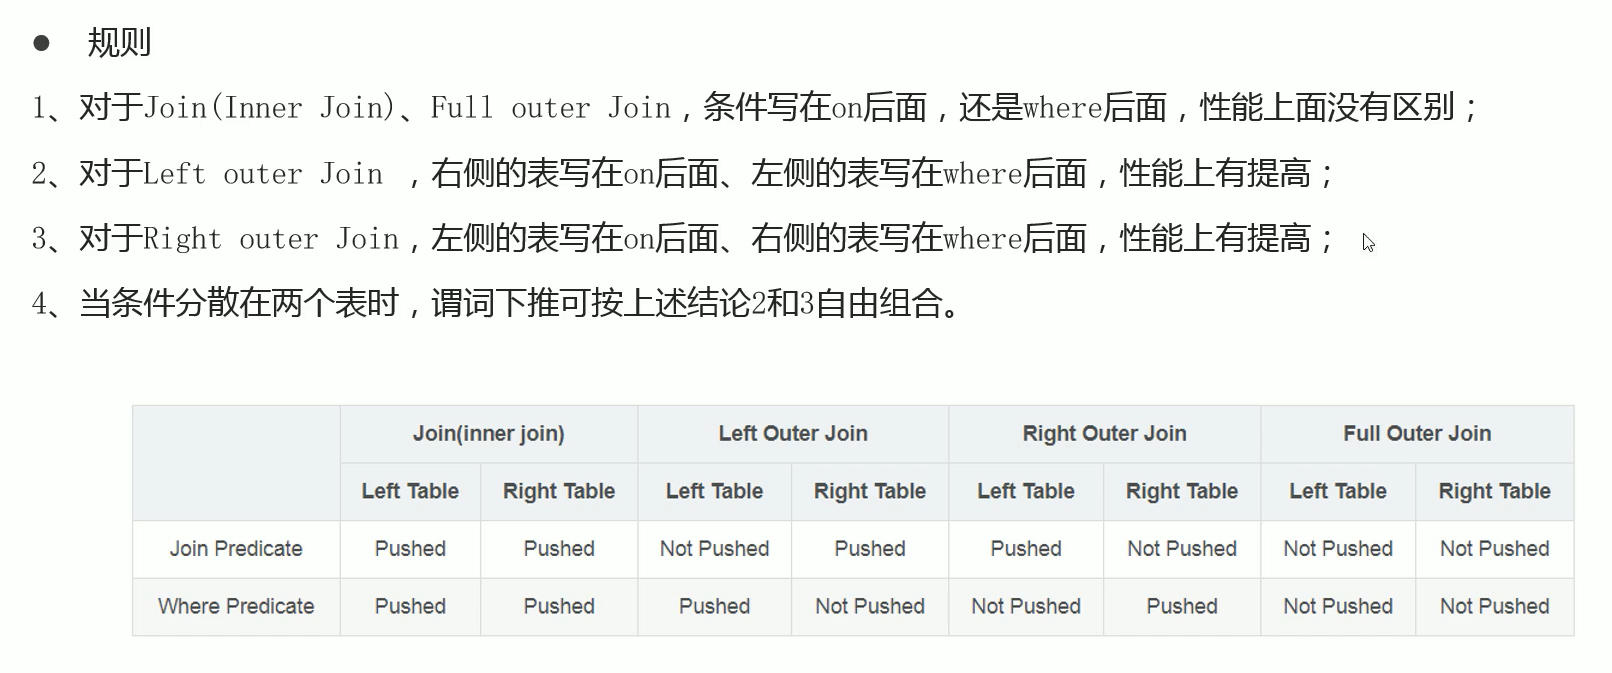 ● 规则
1、对于Join(Inner Join)、Full outer Join，条件写在on后面，还是where后面，性能上面没有区别；
2、对于Left outer Join ，右侧的表写在on后面、左侧的表写在where后面，性能上有提高；
3、对于Right outer Join，左侧的表写在on后面、右侧的表写在where后面，性能上有提高；
4、当条件分散在两个表时，谓词下推可按上述结论2和3自由组合。
Join(inner join) Left Outer Join Right Outer Join Full Outer Join
Left Table Right Table Left Table Right Table Left Table Right Table Left Table Right Table
Join Predicate Pushed Pushed Not Pushed Pushed Pushed Not Pushed Not Pushed Not Pushed
Where Predicate Pushed Pushed Pushed Not Pushed Not Pushed Pushed Not Pushed Not Pushed